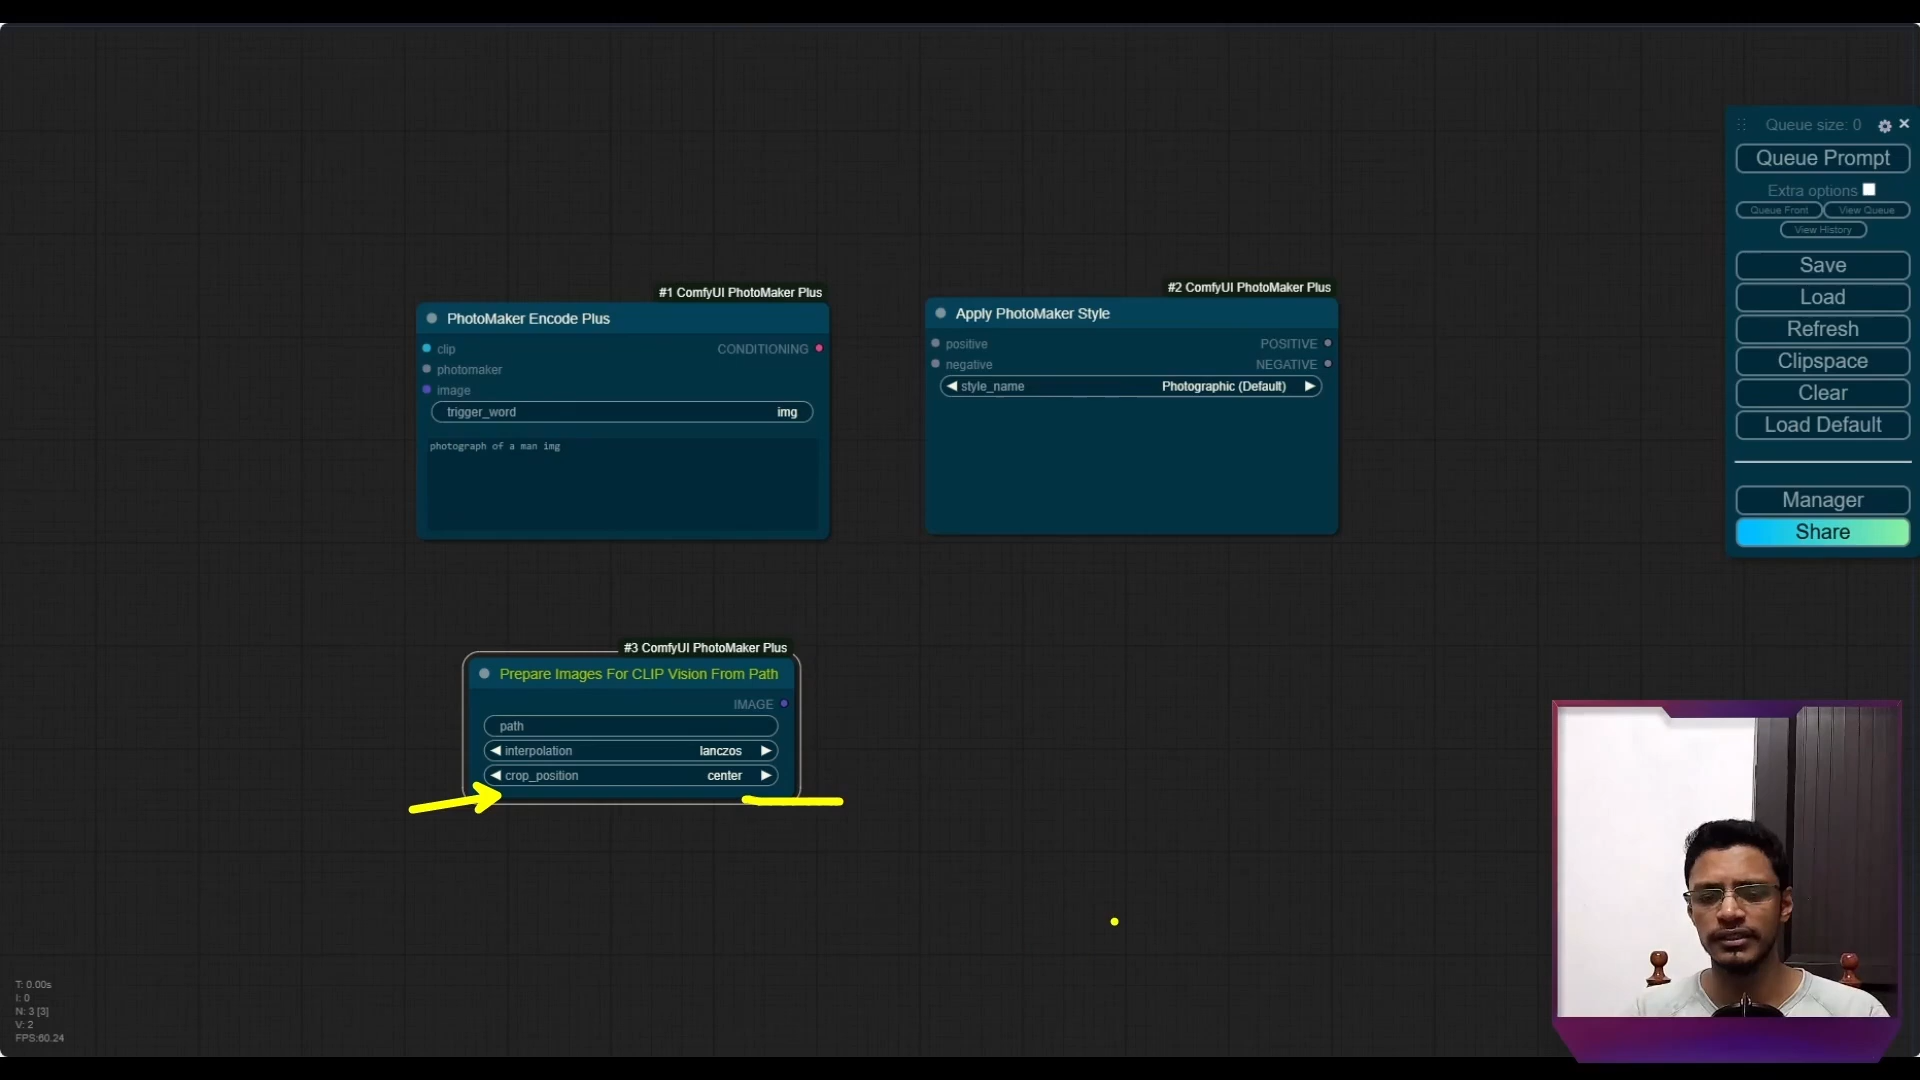 Queue size: 0
Queue Prompt
Extra options
Queue Front View Queue
View History
Save
Load
Refresh
Clipspace
Clear
Load Default
Manager
Share
#1 ComfyUI PhotoMaker Plus
PhotoMaker Encode Plus
clip CONDITIONING
photomaker
image
trigger_word img
photograph of a man img
#2 ComfyUI PhotoMaker Plus
Apply PhotoMaker Style
positive POSITIVE
negative NEGATIVE
style_name Photographic (Default)
#3 ComfyUI PhotoMaker Plus
Prepare Images For CLIP Vision From Path
IMAGE
path
interpolation lanczos
crop_position center
T: 0.00s
I: 0
N: 3 [3]
V: 2
FPS:60.24